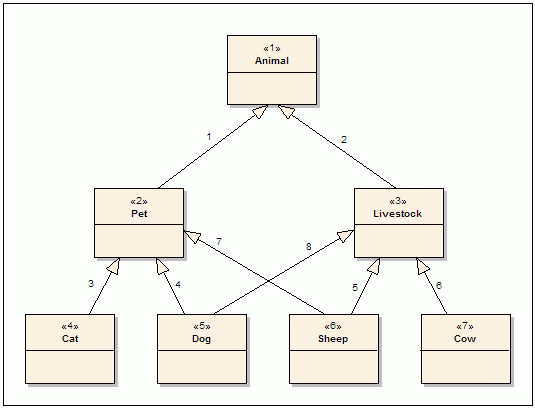 «1»
Animal
1
2
«2»
Pet
«3»
Livestock
7
8
3
4
5
6
«4»
Cat
«5»
Dog
«6»
Sheep
«7»
Cow